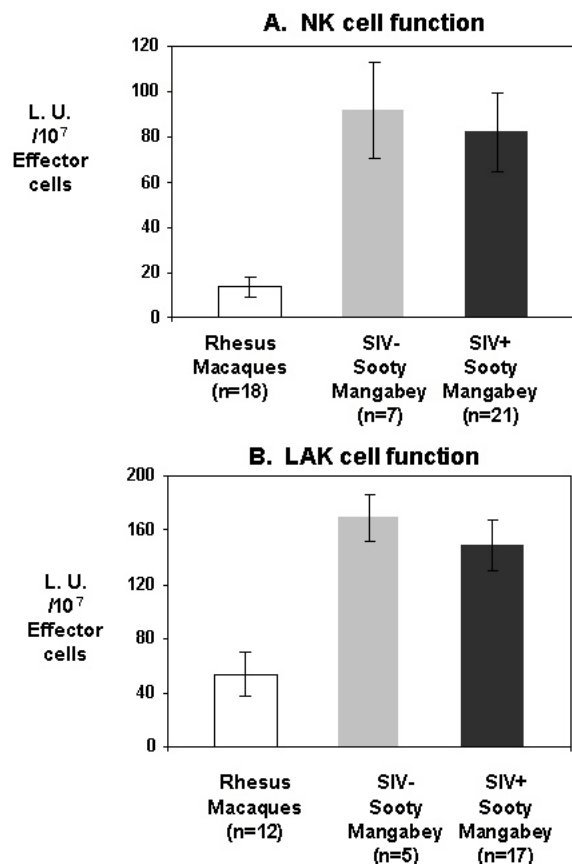 A. NK cell function
L. U.
/10⁷
Effector
cells
120
100
80
60
40
20
0
Rhesus
Macaques
(n=18)
SIV-
Sooty
Mangabey
(n=7)
SIV+
Sooty
Mangabey
(n=21)
B. LAK cell function
L. U.
/10⁷
Effector
cells
200
160
120
80
40
0
Rhesus
Macaques
(n=12)
SIV-
Sooty
Mangabey
(n=5)
SIV+
Sooty
Mangabey
(n=17)